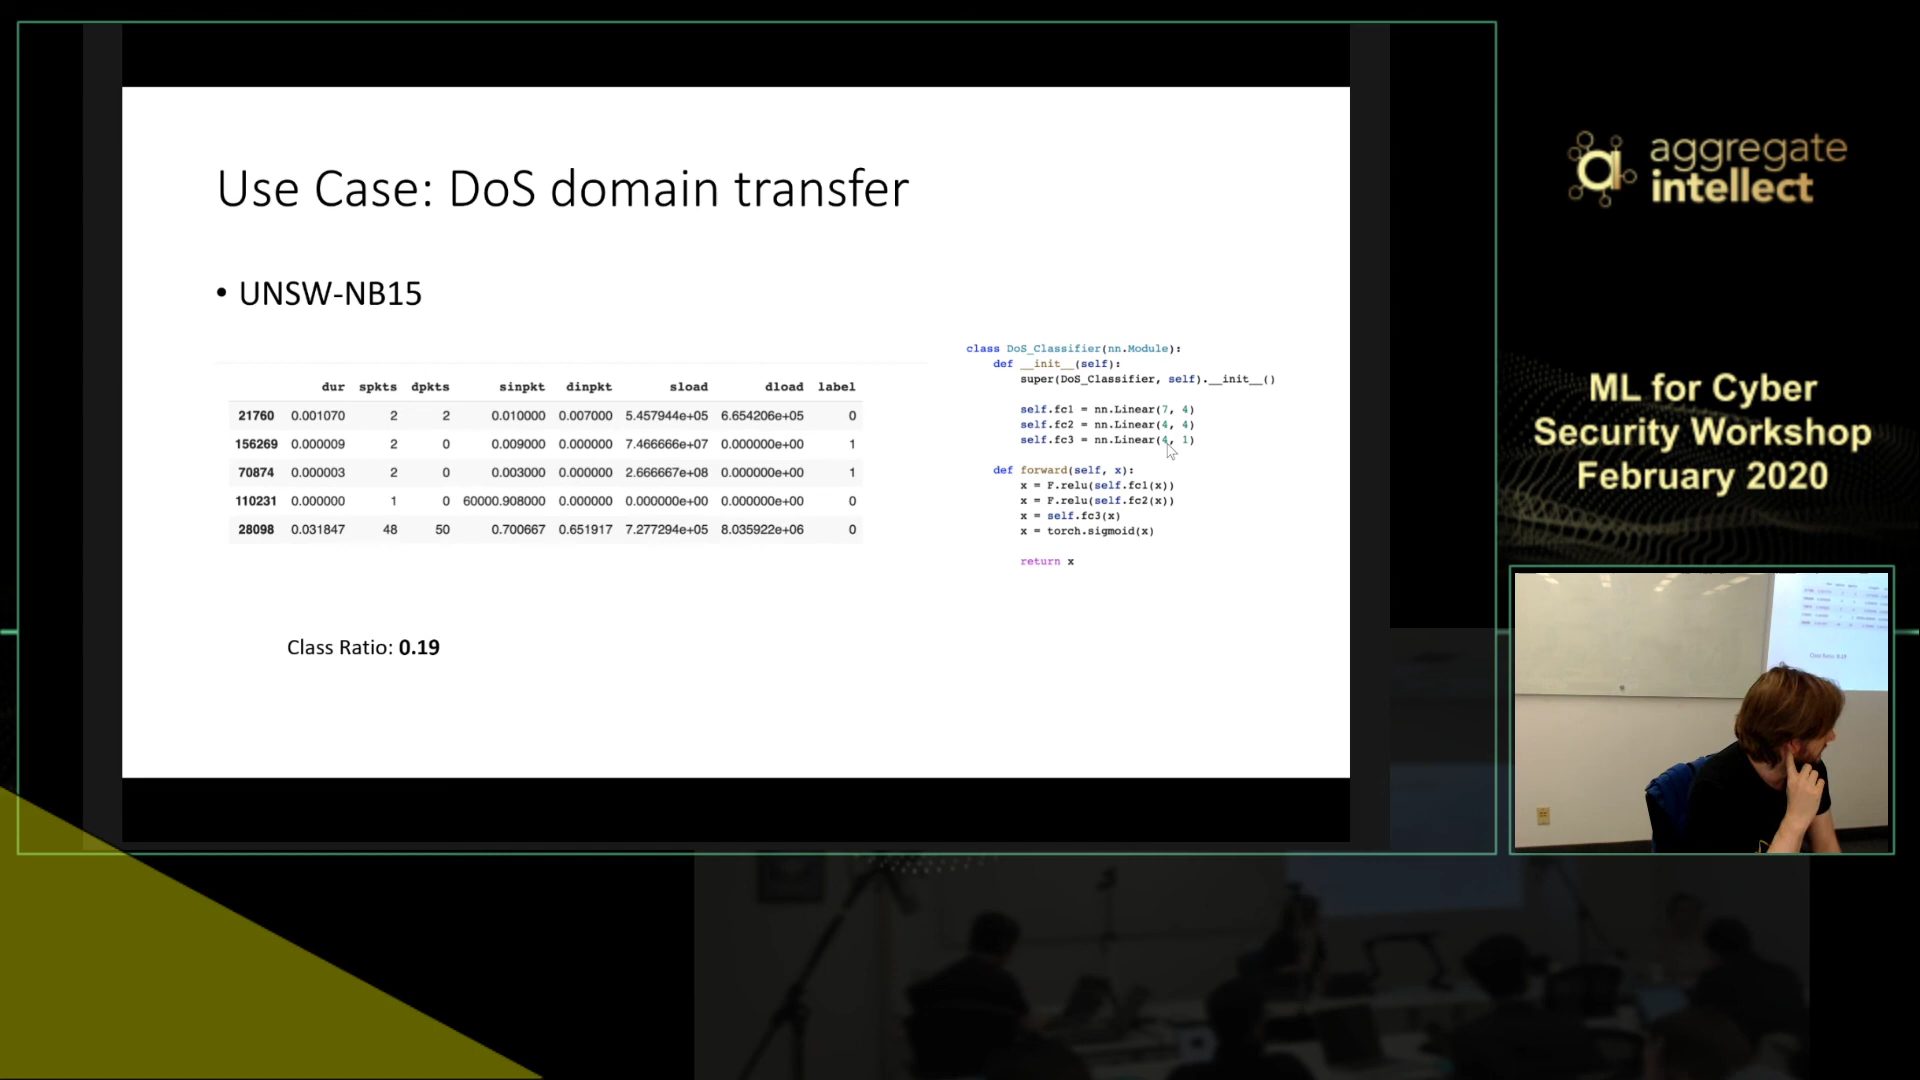 Use Case: DoS domain transfer
• UNSW-NB15
dur spkts dpkts sinpkt dinpkt sload dload label
21760 0.001070 2 2 0.010000 0.007000 5.457944e+05 6.654206e+05 0
156269 0.000009 2 0 0.009000 0.000000 7.466666e+07 0.000000e+00 1
70874 0.000003 2 0 0.003000 0.000000 2.666667e+08 0.000000e+00 1
110231 0.000000 1 0 60000.908000 0.000000 0.000000e+00 0.000000e+00 0
28098 0.031847 48 50 0.700667 0.651917 7.277294e+05 8.035922e+06 0
Class Ratio: 0.19
class DoS_Classifier(nn.Module):
def __init__(self):
super(DoS_Classifier, self).__init__()
self.fc1 = nn.Linear(7, 4)
self.fc2 = nn.Linear(4, 4)
self.fc3 = nn.Linear(4, 1)
def forward(self, x):
x = F.relu(self.fc1(x))
x = F.relu(self.fc2(x))
x = self.fc3(x)
x = torch.sigmoid(x)
return x
aggregate
intellect
ML for Cyber
Security Workshop
February 2020